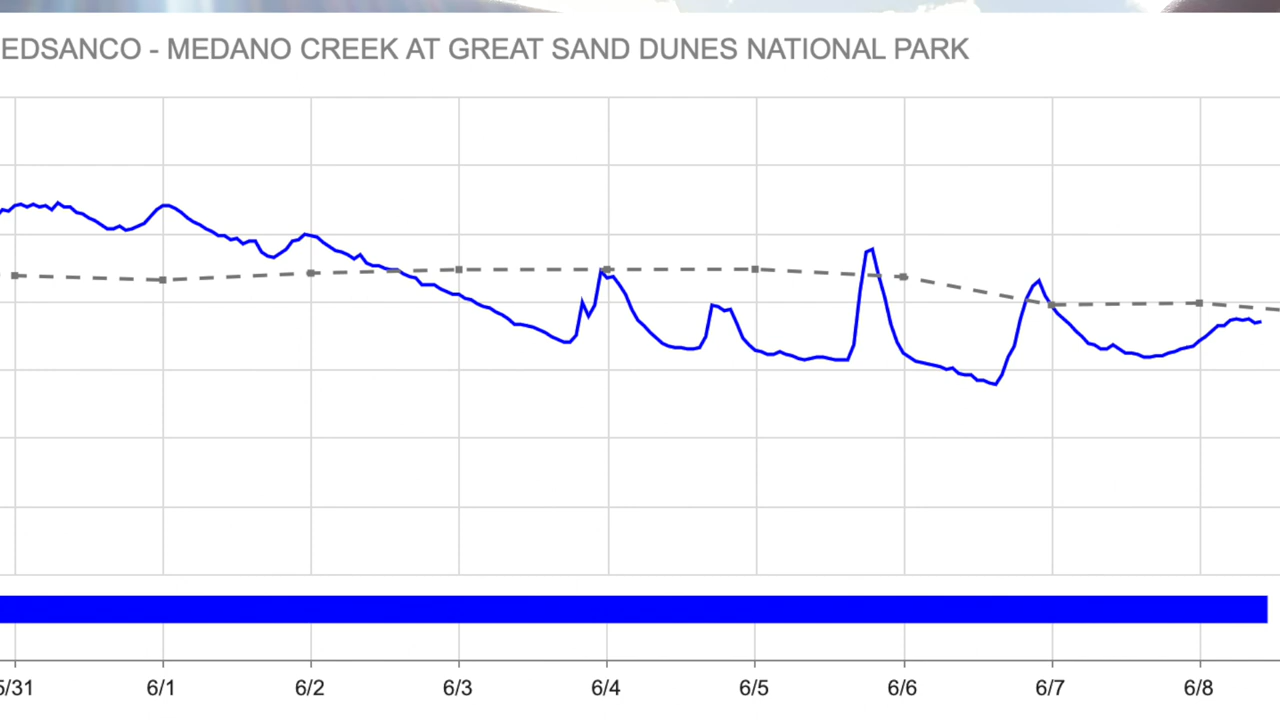 EDSANCO - MEDANO CREEK AT GREAT SAND DUNES NATIONAL PARK
5/31 6/1 6/2 6/3 6/4 6/5 6/6 6/7 6/8